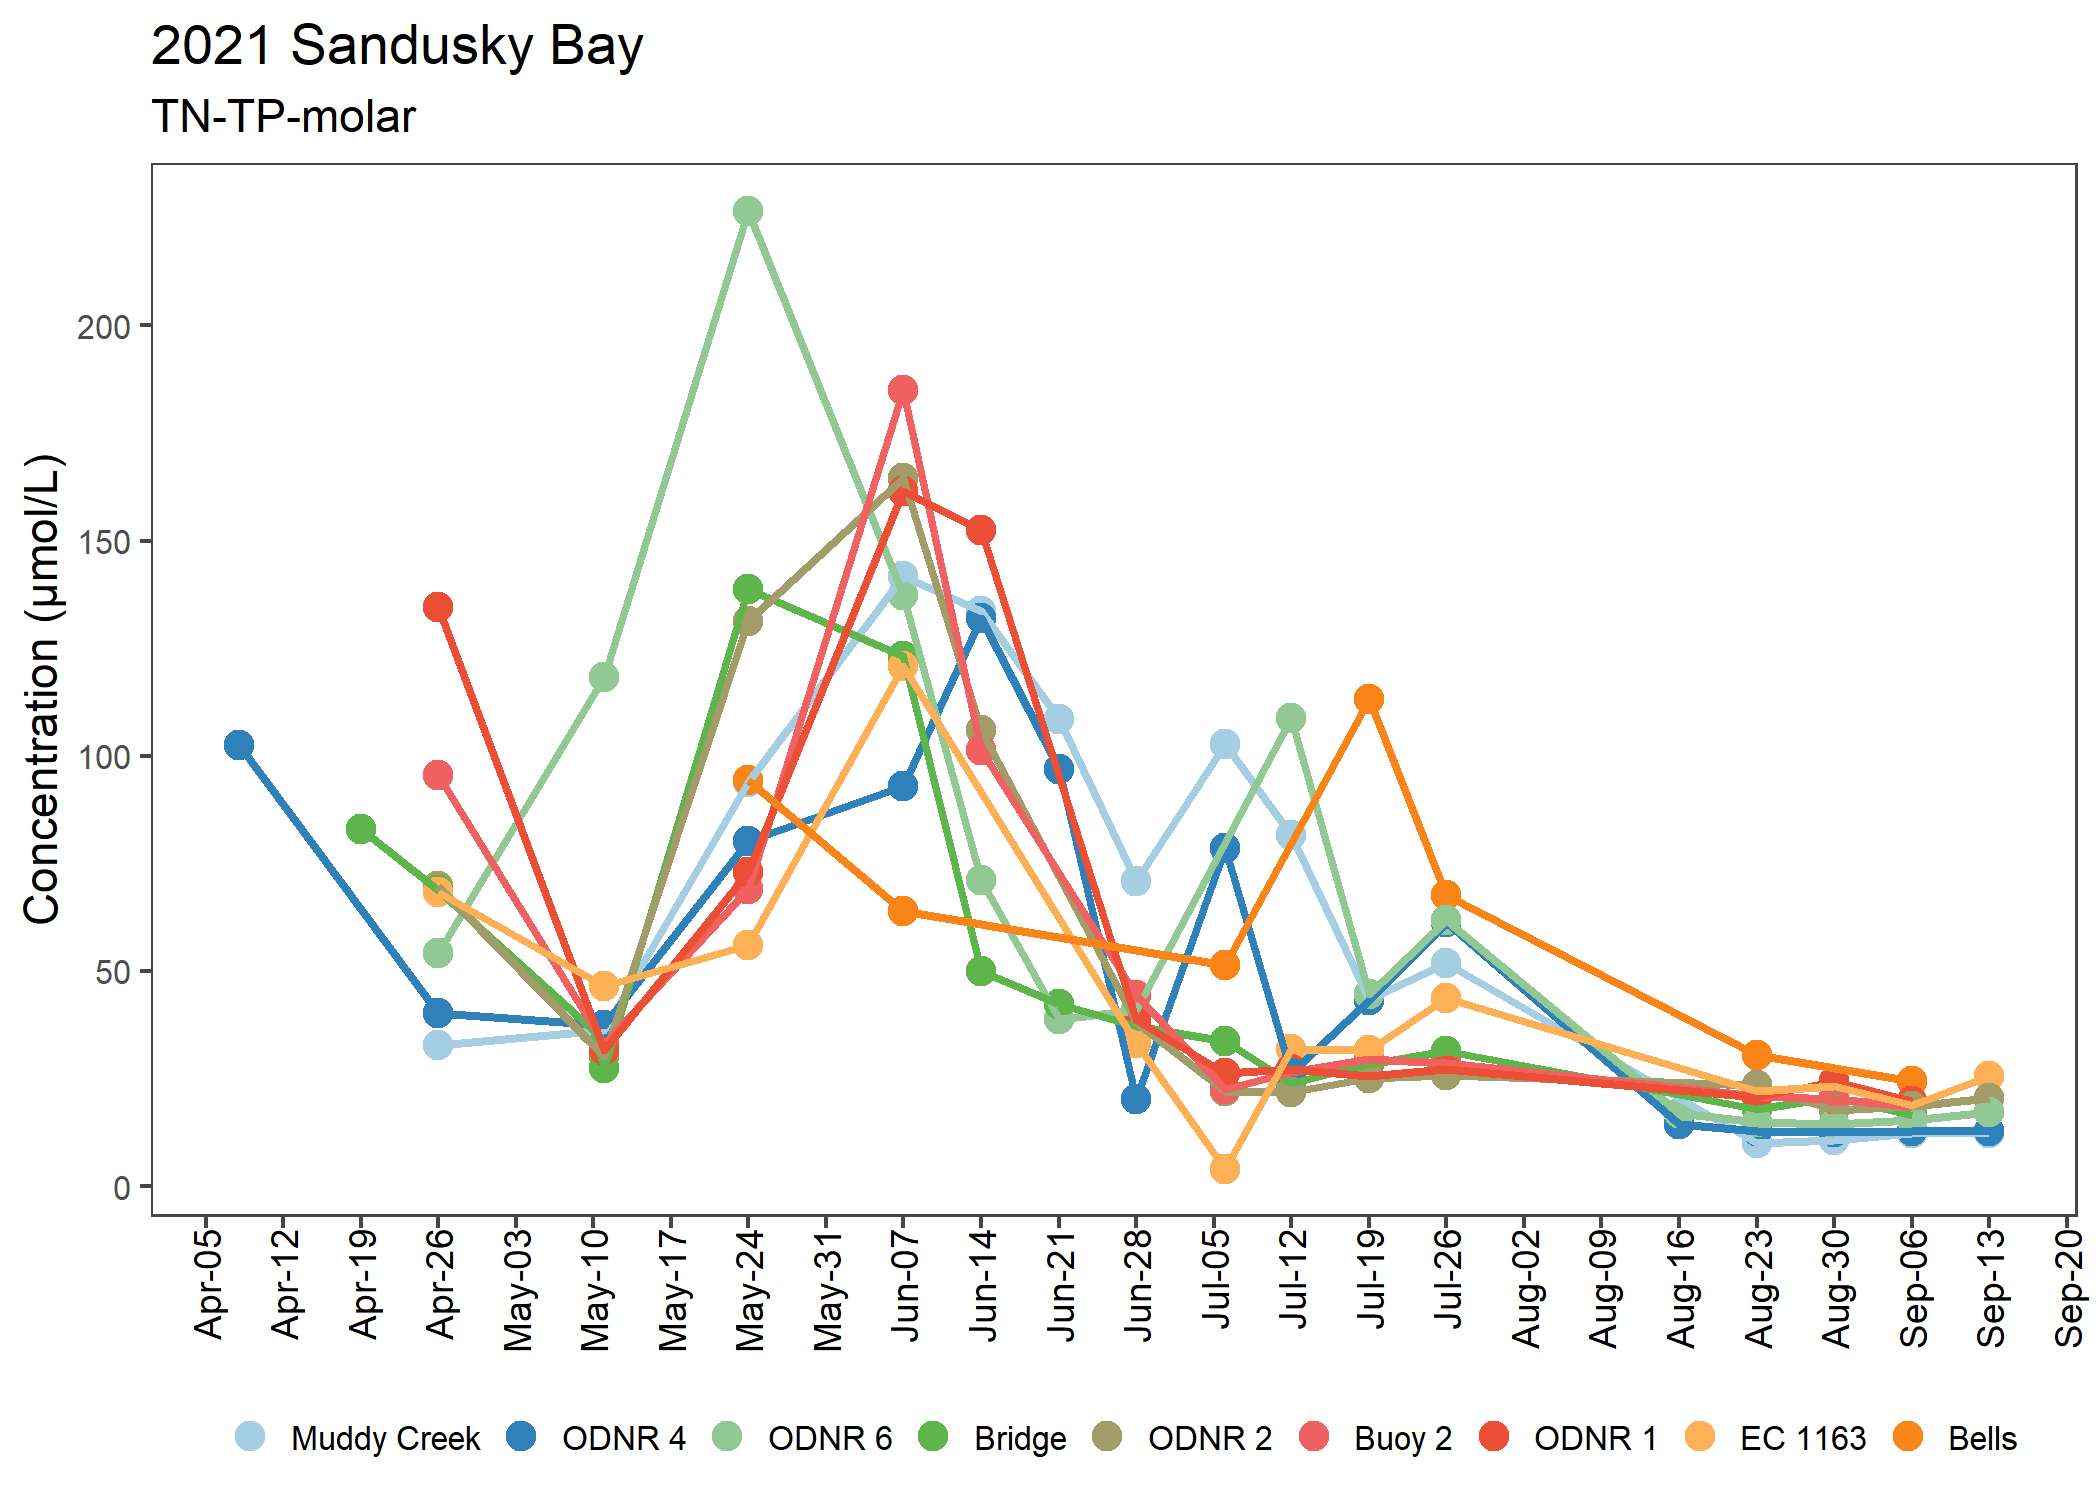 2021 Sandusky Bay
TN-TP-molar
Concentration (μmol/L)
200
150
100
50
0
Apr-05
Apr-12
Apr-19
Apr-26
May-03
May-10
May-17
May-24
May-31
Jun-07
Jun-14
Jun-21
Jun-28
Jul-05
Jul-12
Jul-19
Jul-26
Aug-02
Aug-09
Aug-16
Aug-23
Aug-30
Sep-06
Sep-13
Sep-20
Muddy Creek ODNR 4 ODNR 6 Bridge ODNR 2 Buoy 2 ODNR 1 EC 1163 Bells